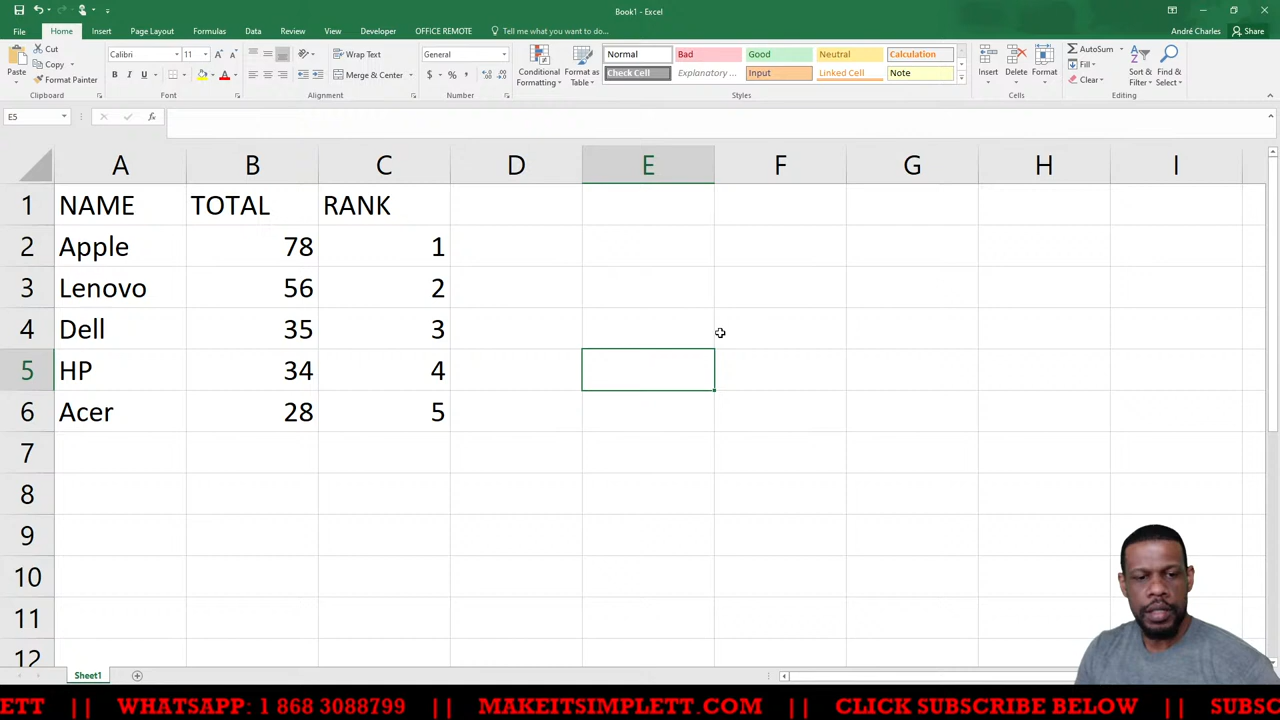 Book1 - Excel
File Home Insert Page Layout Formulas Data Review View Developer OFFICE REMOTE Tell me what you want to do... André Charles Share
Paste Cut Copy Format Painter
Clipboard
Calibri 11
B I U
Font
Wrap Text
Merge & Center
Alignment
General
$ % ,
Number
Conditional Formatting Format as Table
Normal Bad Good Neutral Calculation
Check Cell Explanatory ... Input Linked Cell Note
Styles
Insert Delete Format
Cells
AutoSum Fill Clear
Sort & Filter Find & Select
Editing
E5 fx
A B C D E F G H I
1 NAME TOTAL RANK
2 Apple 78 1
3 Lenovo 56 2
4 Dell 35 3
5 HP 34 4
6 Acer 28 5
7
8
9
10
11
12
Sheet1
ETT || WHATSAPP: 1 868 3088799 || MAKEITSIMPLETT.COM || CLICK SUBSCRIBE BELOW || SUBSC